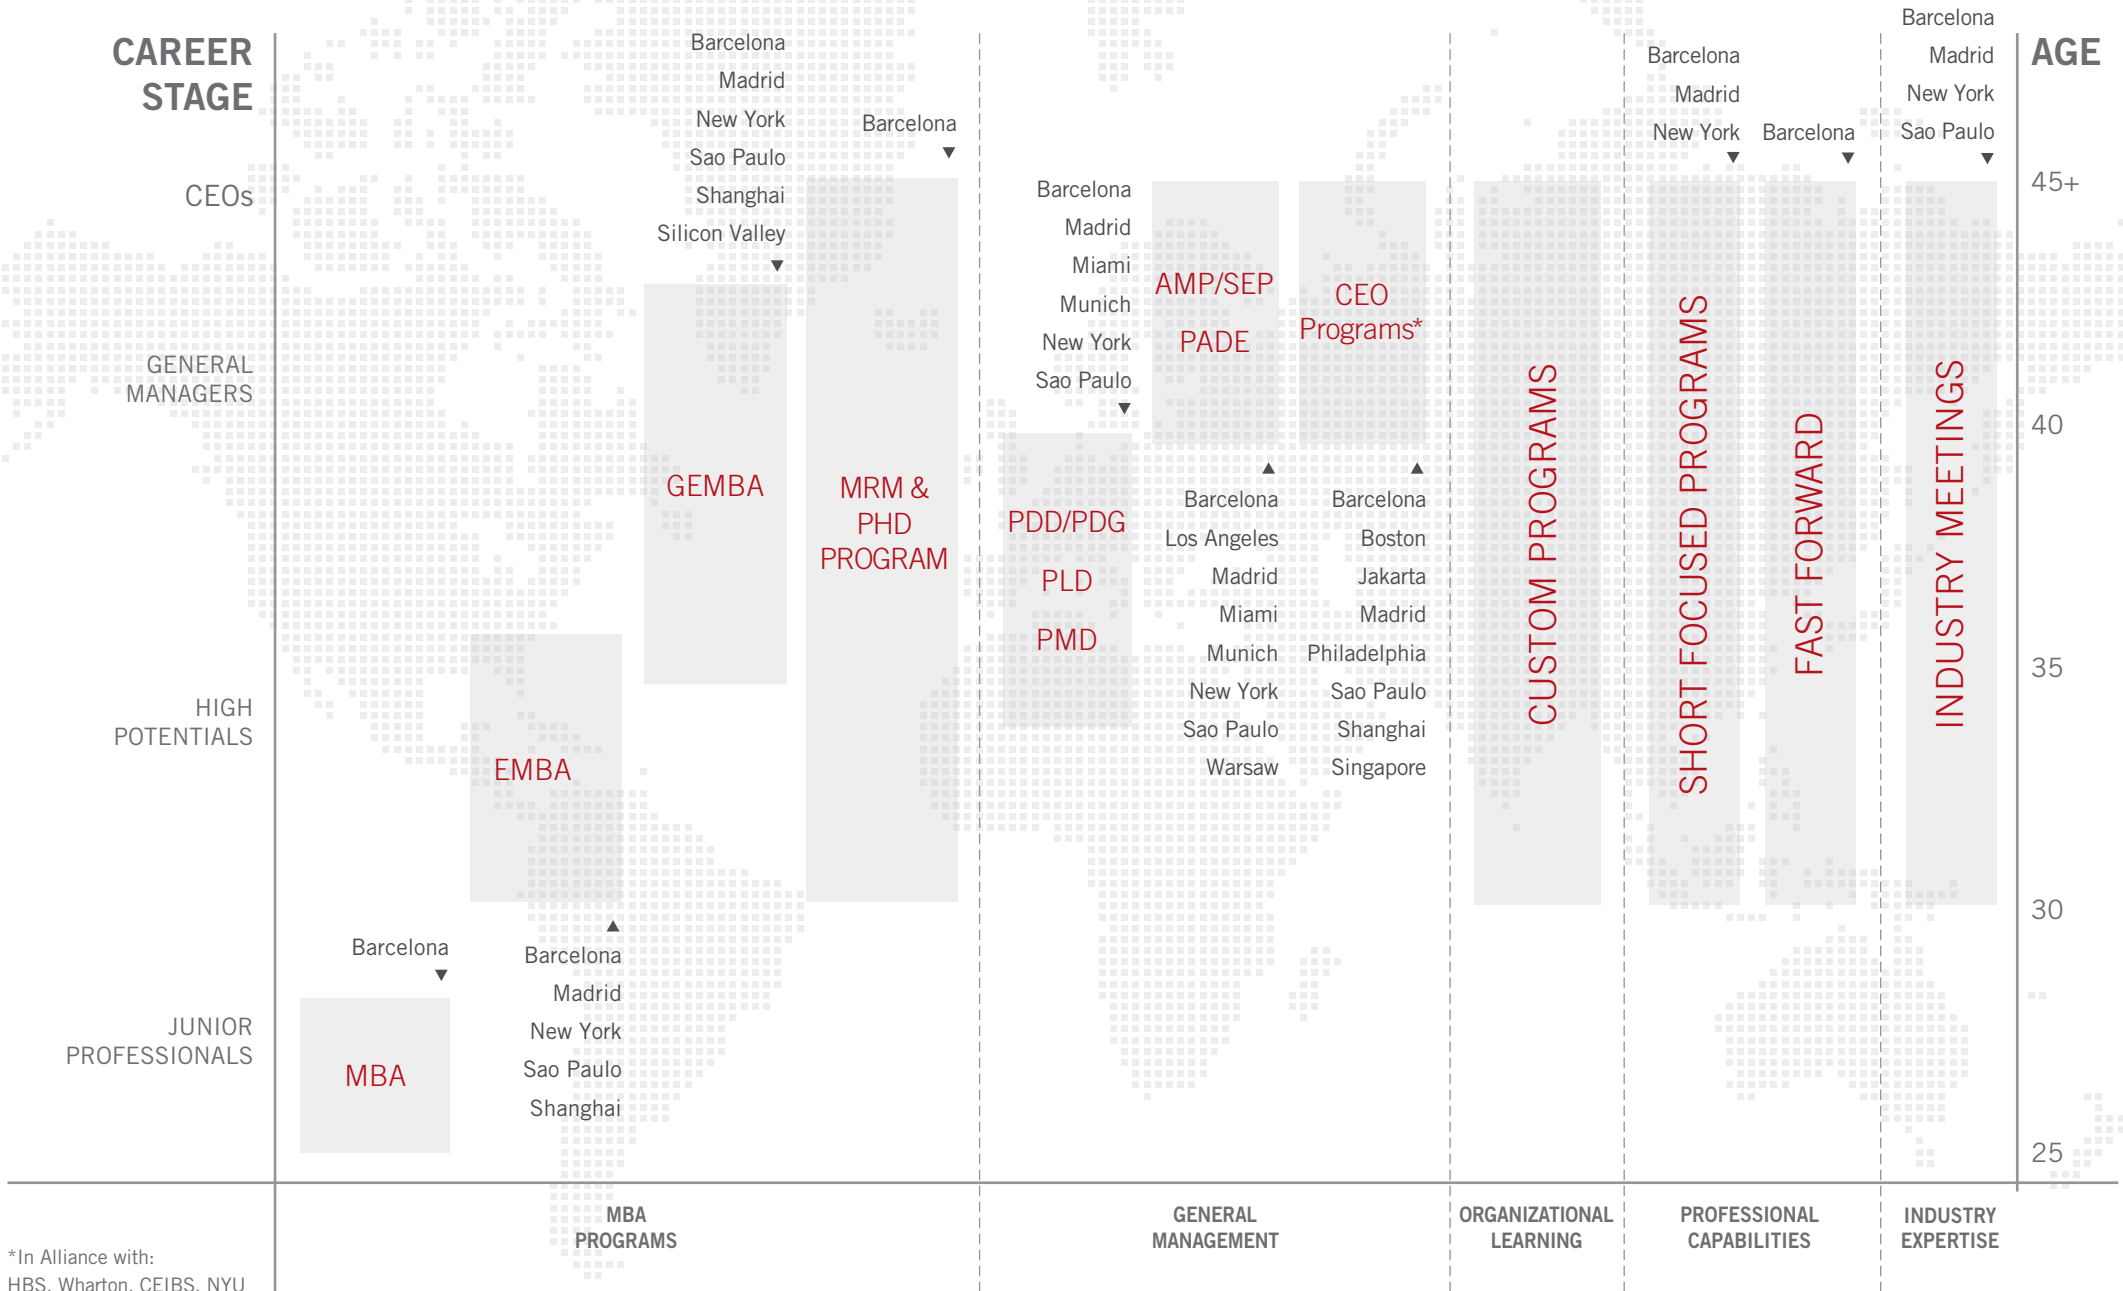 CAREER
STAGE
CEOs
GENERAL
MANAGERS
HIGH
POTENTIALS
JUNIOR
PROFESSIONALS
Barcelona
MBA
EMBA
Barcelona
Madrid
New York
Sao Paulo
Shanghai
Barcelona
Madrid
New York
Sao Paulo
Shanghai
Silicon Valley
GEMBA
Barcelona
MRM &
PHD
PROGRAM
Barcelona
Madrid
Miami
Munich
New York
Sao Paulo
PDD/PDG
PLD
PMD
AMP/SEP
PADE
Barcelona
Los Angeles
Madrid
Miami
Munich
New York
Sao Paulo
Warsaw
CEO
Programs*
Barcelona
Boston
Jakarta
Madrid
Philadelphia
Sao Paulo
Shanghai
Singapore
CUSTOM PROGRAMS
Barcelona
Madrid
New York
SHORT FOCUSED PROGRAMS
Barcelona
FAST FORWARD
Barcelona
Madrid
New York
Sao Paulo
INDUSTRY MEETINGS
AGE
45+
40
35
30
25
MBA
PROGRAMS
GENERAL
MANAGEMENT
ORGANIZATIONAL
LEARNING
PROFESSIONAL
CAPABILITIES
INDUSTRY
EXPERTISE
*In Alliance with:
HBS, Wharton, CEIBS, NYU